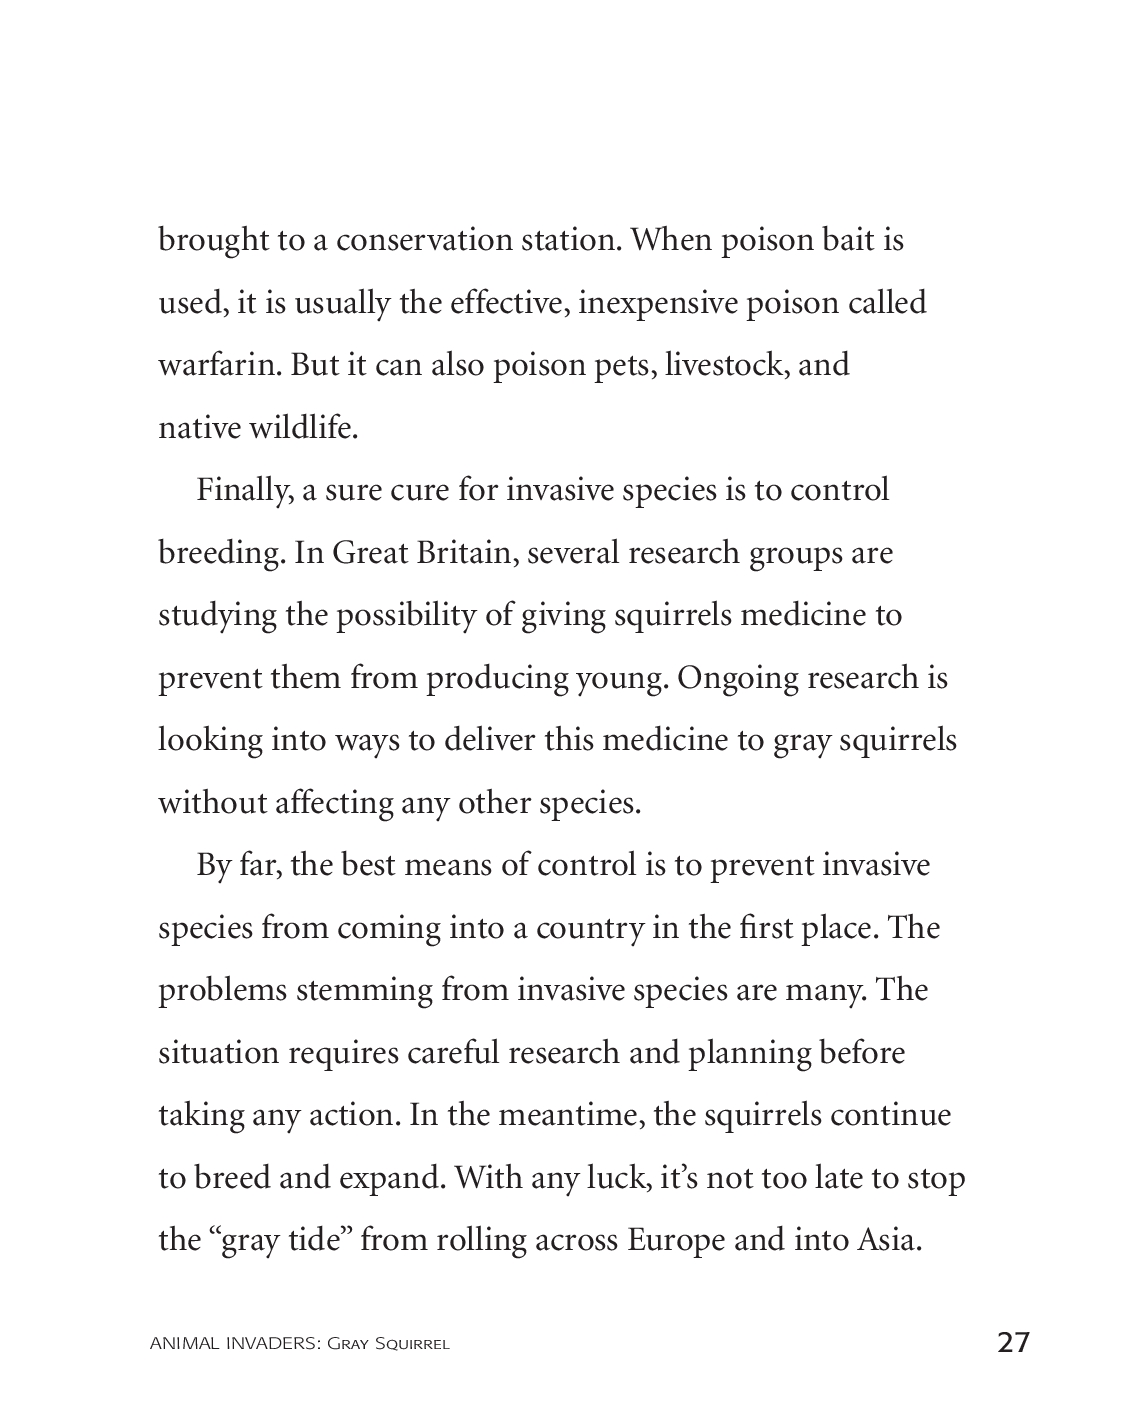 brought to a conservation station. When poison bait is
used, it is usually the effective, inexpensive poison called
warfarin. But it can also poison pets, livestock, and
native wildlife.
Finally, a sure cure for invasive species is to control
breeding. In Great Britain, several research groups are
studying the possibility of giving squirrels medicine to
prevent them from producing young. Ongoing research is
looking into ways to deliver this medicine to gray squirrels
without affecting any other species.
By far, the best means of control is to prevent invasive
species from coming into a country in the first place. The
problems stemming from invasive species are many. The
situation requires careful research and planning before
taking any action. In the meantime, the squirrels continue
to breed and expand. With any luck, it’s not too late to stop
the “gray tide” from rolling across Europe and into Asia.
ANIMAL INVADERS: Gray Squirrel 27